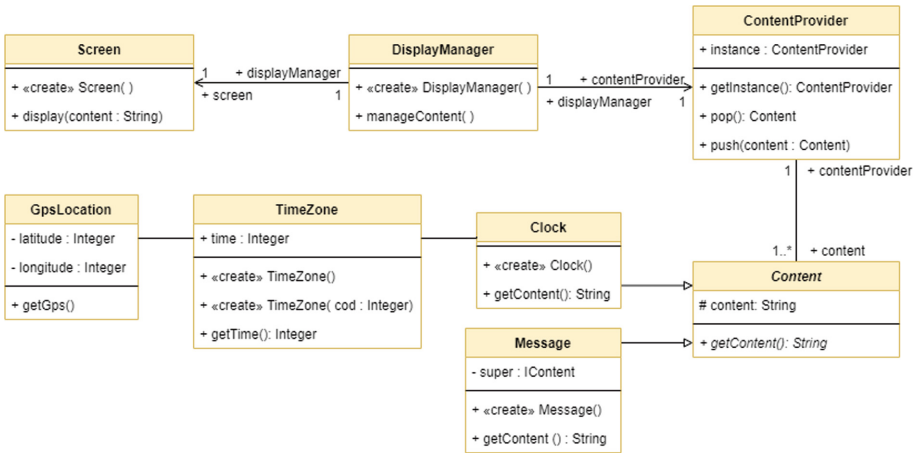 Screen
+ «create» Screen( )
+ display(content : String)
1
+ displayManager
+ screen
1
DisplayManager
+ «create» DisplayManager( )
+ manageContent( )
1
+ contentProvider
+ displayManager
1
ContentProvider
+ instance : ContentProvider
+ getInstance(): ContentProvider
+ pop(): Content
+ push(content : Content)
1
+ contentProvider
1..*
+ content
GpsLocation
- latitude : Integer
- longitude : Integer
+ getGps()
TimeZone
+ time : Integer
+ «create» TimeZone()
+ «create» TimeZone( cod : Integer)
+ getTime(): Integer
Clock
+ «create» Clock()
+ getContent(): String
Content
# content: String
+ getContent(): String
Message
- super : IContent
+ «create» Message()
+ getContent () : String